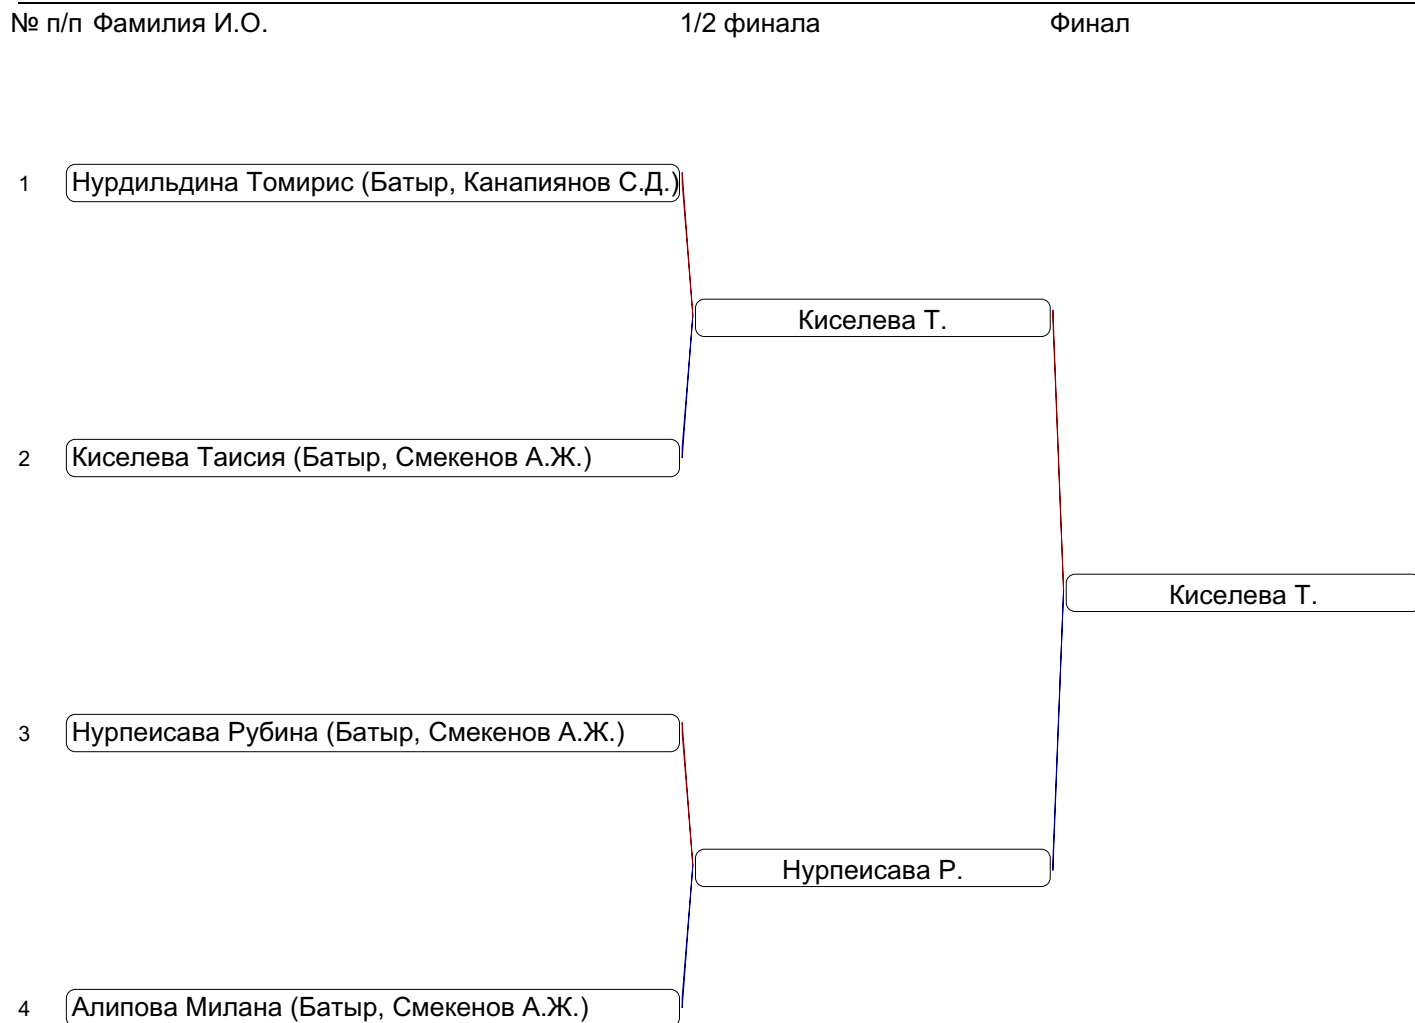 № п/п Фамилия И.О. 1/2 финала Финал
1 Нурдильдина Томирис (Батыр, Канапиянов С.Д.)
Киселева Т.
2 Киселева Таисия (Батыр, Смекенов А.Ж.)
Киселева Т.
3 Нурпеисава Рубина (Батыр, Смекенов А.Ж.)
Нурпеисава Р.
4 Алипова Милана (Батыр, Смекенов А.Ж.)